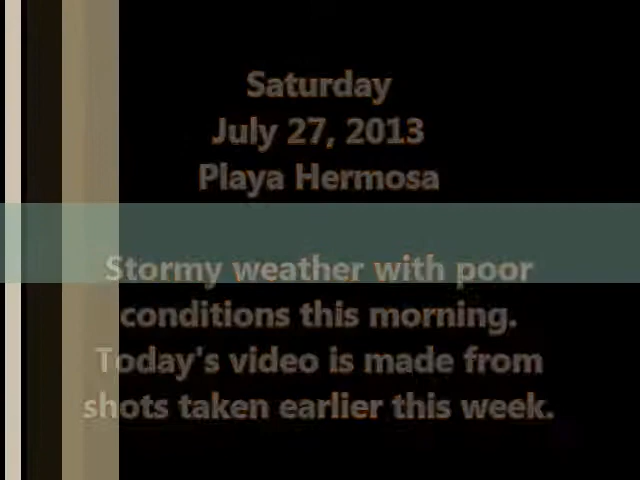 Saturday
July 27, 2013
Playa Hermosa
Stormy weather with poor
conditions this morning.
Today's video is made from
shots taken earlier this week.